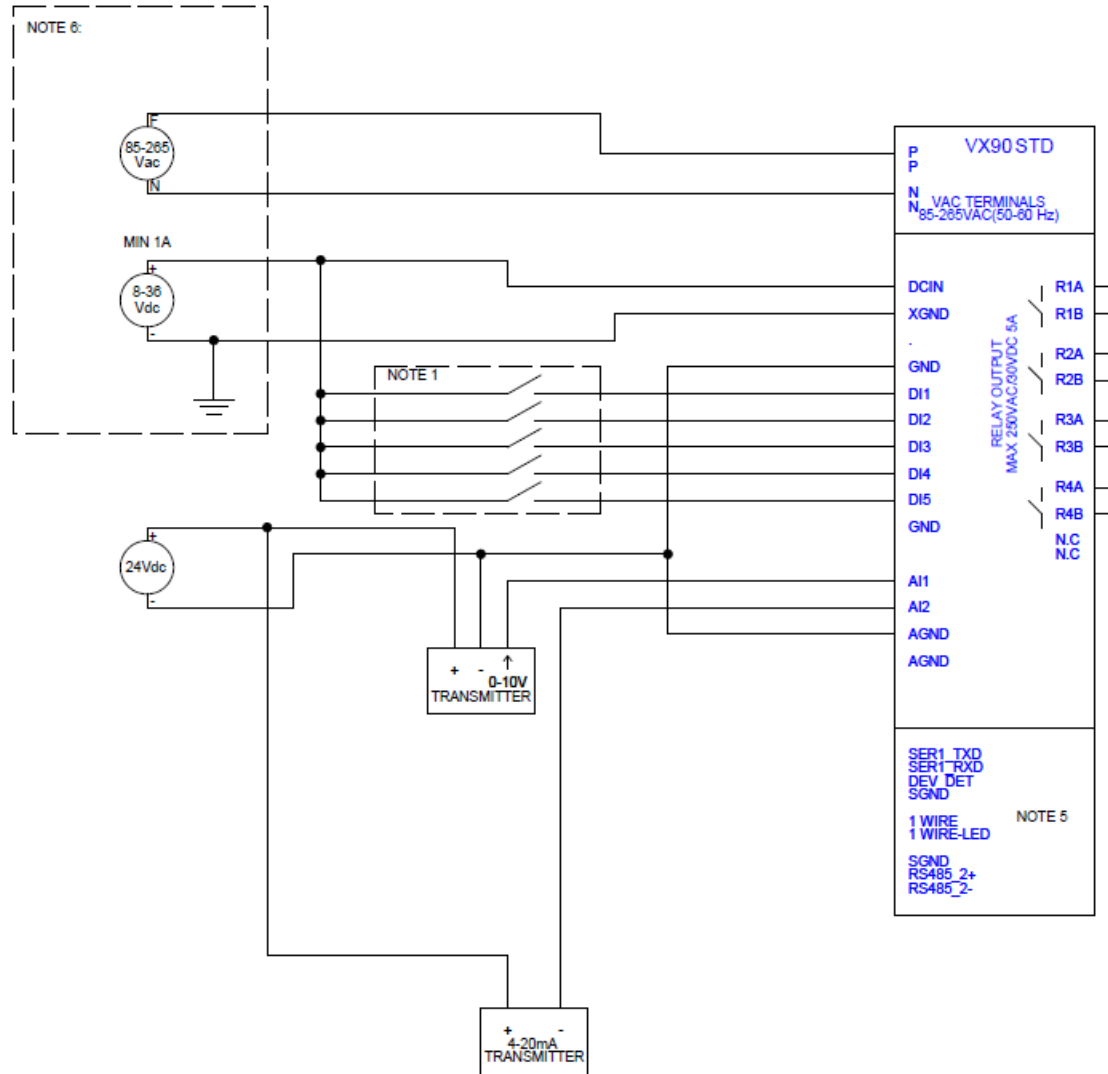 NOTE 6:
F
85-265
Vac
N
MIN 1A
+
8-36
Vdc
-
NOTE 1
+
24Vdc
-
+ - ↑
0-10V
TRANSMITTER
+ -
4-20mA
TRANSMITTER
VX90 STD
P
P
N
N
VAC TERMINALS
85-265VAC(50-60 Hz)
DCIN
XGND
.
GND
DI1
DI2
DI3
DI4
DI5
GND
AI1
AI2
AGND
AGND
RELAY OUTPUT
MAX 250VAC/30VDC 5A
R1A
R1B
R2A
R2B
R3A
R3B
R4A
R4B
N.C
N.C
SER1_TXD
SER1_RXD
DEV_DET
SGND
1 WIRE
1 WIRE-LED
SGND
RS485_2+
RS485_2-
NOTE 5